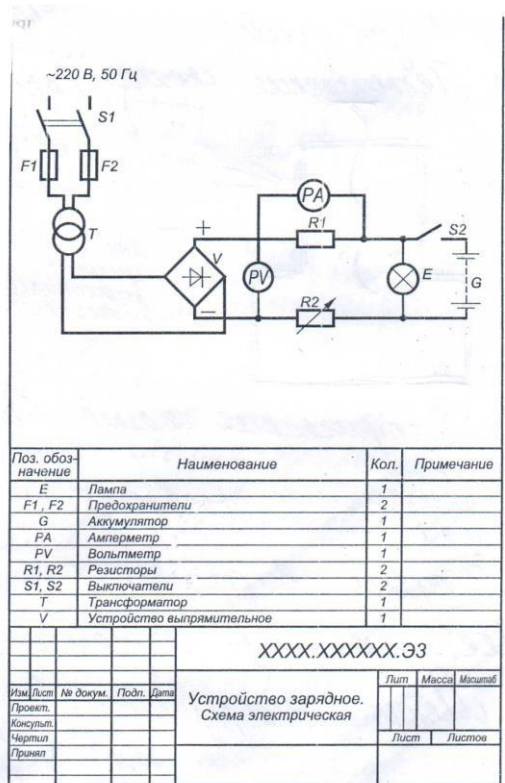 ~220 В, 50 Гц
S1
F1 F2
PA
R1
S2
T
+
V
PV
E
G
R2
−
Поз. обоз-
начение Наименование Кол. Примечание
E Лампа 1
F1 , F2 Предохранители 2
G Аккумулятор 1
PA Амперметр 1
PV Вольтметр 1
R1, R2 Резисторы 2
S1, S2 Выключатели 2
T Трансформатор 1
V Устройство выпрямительное 1
XXXX.XXXXXX.ЭЗ
Лит Масса Масштаб
Изм. Лист № докум. Подп. Дата
Устройство зарядное.
Схема электрическая
Проект.
Консульт.
Чертил
Принял
Лист Листов